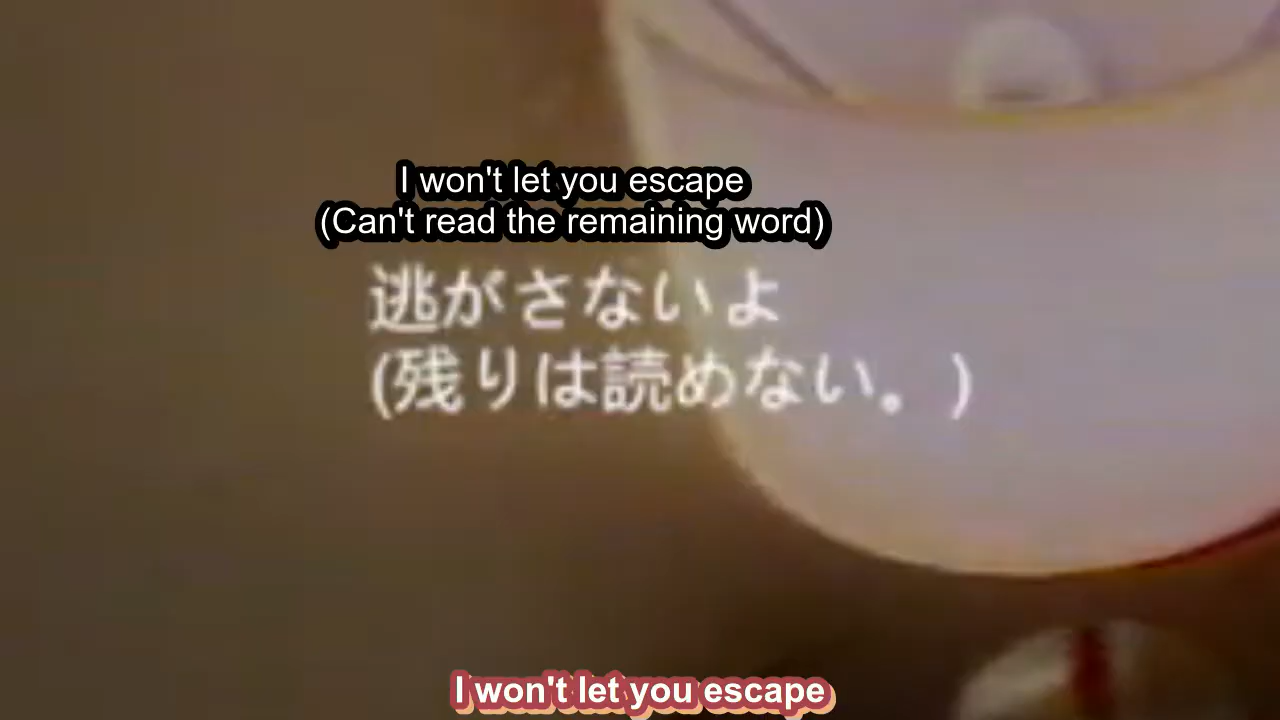 I won't let you escape
(Can't read the remaining word)
逃がさないよ
(残りは読めない。)
I won't let you escape